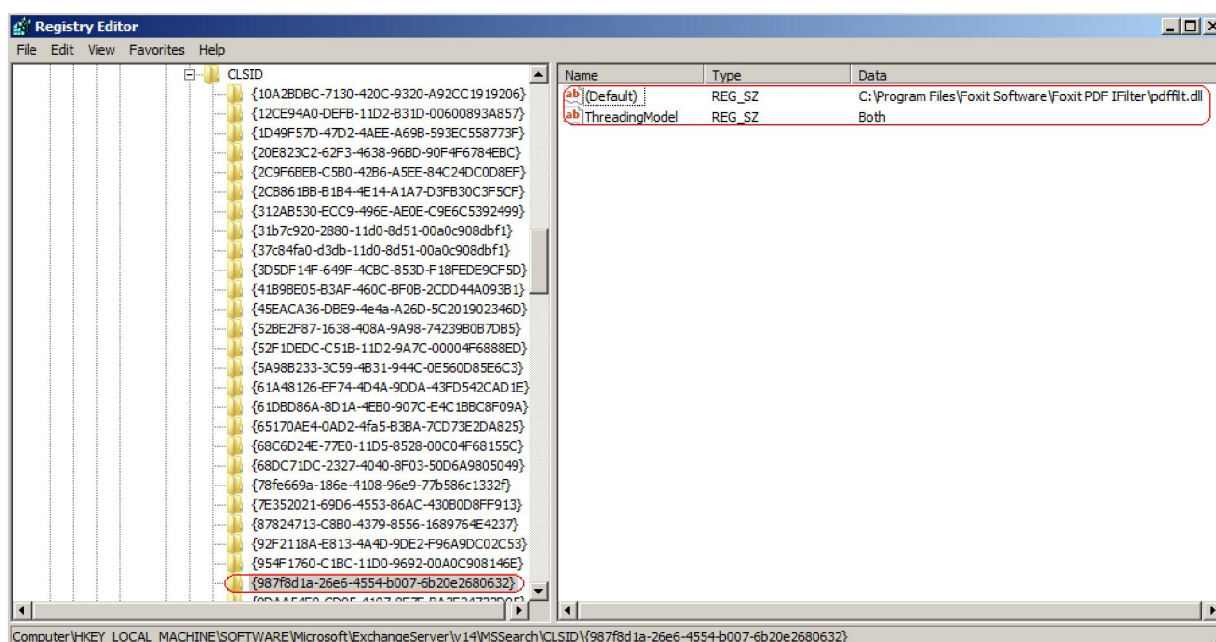 Registry Editor
File Edit View Favorites Help
CLSID
{10A2BDBC-7130-420C-9320-A92CC1919206}
{12CE94A0-DEFB-11D2-B31D-00600893A857}
{1D49F57D-47D2-4AEE-A69B-593EC558773F}
{20E823C2-62F3-4638-96BD-90F4F6784EBC}
{2C9F6BEB-C5B0-42B6-A5EE-84C24DC0D8EF}
{2CB861BB-B1B4-4E14-A1A7-D3FB30C3F5CF}
{312AB530-ECC9-496E-AE0E-C9E6C5392499}
{31b7c920-2880-11d0-8d51-00a0c908dbf1}
{37c84fa0-d3db-11d0-8d51-00a0c908dbf1}
{3D5DF14F-649F-4CBC-853D-F18FEDE9CF5D}
{41B9BE05-B3AF-460C-BF0B-2CDD44A093B1}
{45EACA36-DBE9-4e4a-A26D-5C201902346D}
{52BE2F87-1638-408A-9A98-74239B0B7DB5}
{52F1DEDC-C51B-11D2-9A7C-00004F6888ED}
{5A98B233-3C59-4B31-944C-0E560D85E6C3}
{61A48126-EF74-4D4A-9DDA-43FD542CAD1E}
{61DBD86A-8D1A-4EB0-907C-E4C1BBC8F09A}
{65170AE4-0AD2-4fa5-B3BA-7CD73E2DA825}
{68C6D24E-77E0-11D5-8528-00C04F68155C}
{68DC71DC-2327-4040-8F03-50D6A9805049}
{78fe669a-186e-4108-96e9-77b586c1332f}
{7E352021-69D6-4553-86AC-430B0D8FF913}
{87824713-C8B0-4379-8556-1689764E4237}
{92F2118A-E813-4A4D-9DE2-F96A9DC02C53}
{954F1760-C1BC-11D0-9692-00A0C908146E}
{987f8d1a-26e6-4554-b007-6b20e2680632}
Name Type Data
(Default) REG_SZ C:\Program Files\Foxit Software\Foxit PDF IFilter\pdffilt.dll
ThreadingModel REG_SZ Both
Computer\HKEY_LOCAL_MACHINE\SOFTWARE\Microsoft\ExchangeServer\v14\MSSearch\CLSID\{987f8d1a-26e6-4554-b007-6b20e2680632}